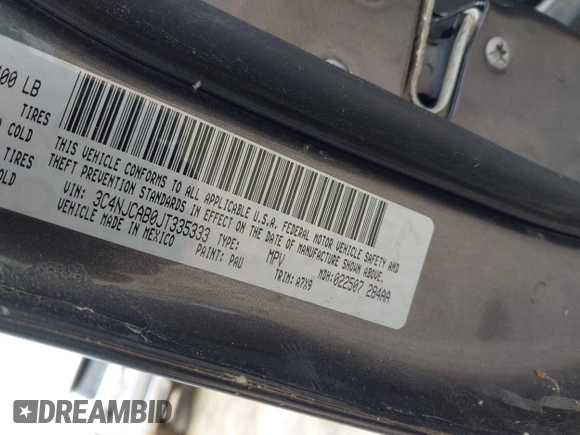 400 LB
TIRES
COLD
TIRES
COLD
THIS VEHICLE CONFORMS TO ALL APPLICABLE U.S.A. FEDERAL MOTOR VEHICLE SAFETY AND
THEFT PREVENTION STANDARDS IN EFFECT ON THE DATE OF MANUFACTURE SHOWN ABOVE.
VIN: 3C4NJCAB0JT335333 TYPE: MPV MDH:022507 284AA
VEHICLE MADE IN MEXICO PAINT: PAU TRIM: A7X9
DREAMBID